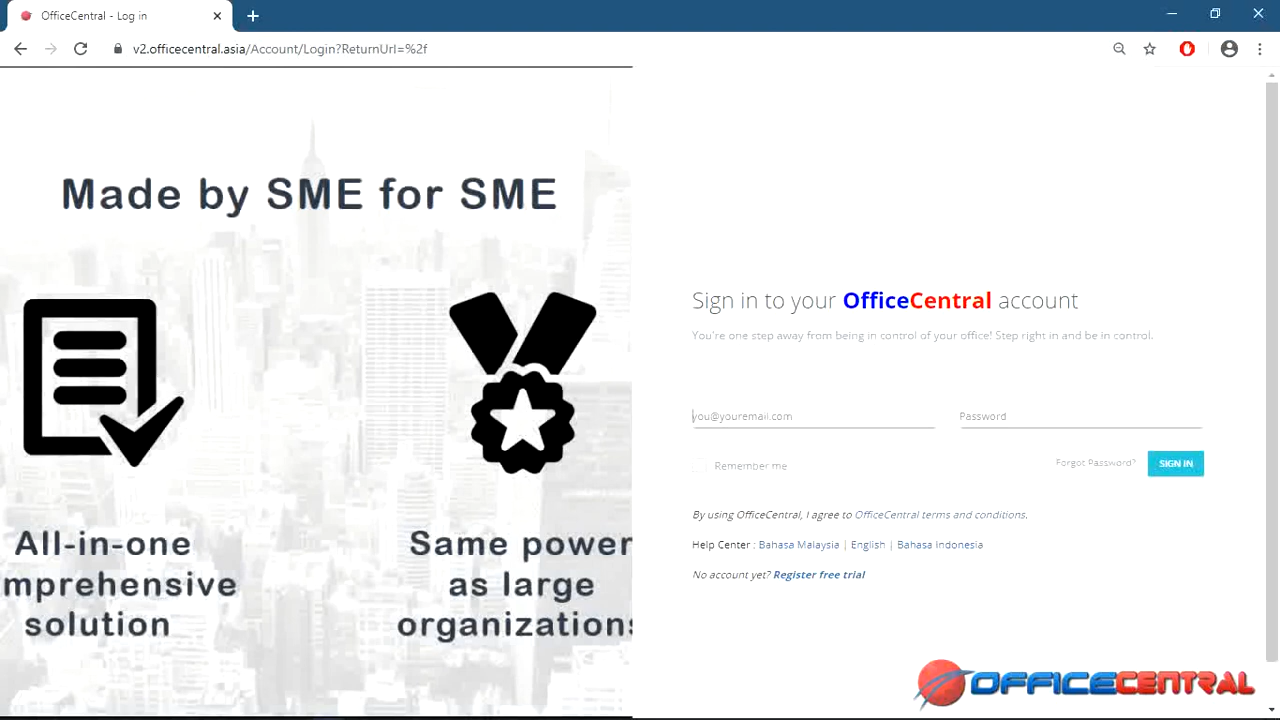 OfficeCentral - Log in
v2.officecentral.asia/Account/Login?ReturnUrl=%2f
Made by SME for SME
All-in-one
mprehensive
solution
Same power
as large
organizations
Sign in to your OfficeCentral account
You're one step away from being in control of your office! Step right in and be in control.
you@youremail.com
Password
Remember me
Forgot Password?
SIGN IN
By using OfficeCentral, I agree to OfficeCentral terms and conditions.
Help Center : Bahasa Malaysia | English | Bahasa Indonesia
No account yet? Register free trial
OFFICECENTRAL